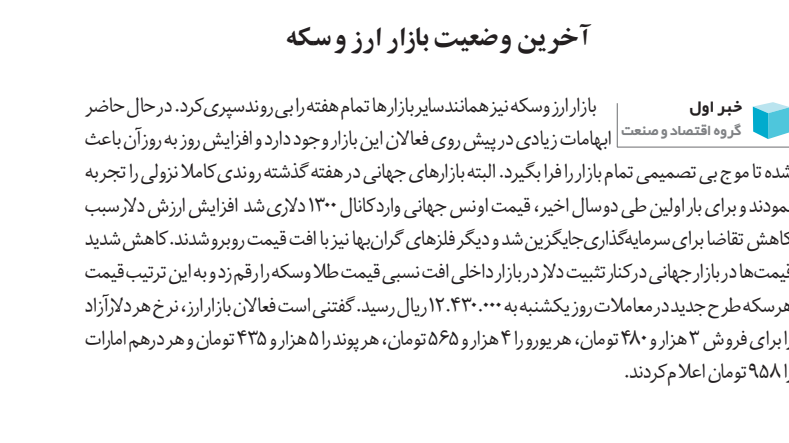 آخرین وضعیت بازار ارز و سکه
خبر اول
گروه اقتصاد و صنعت
بازار ارز و سکه نیز همانند سایر بازارها تمام هفته را بی روند سپری کرد. در حال حاضر
ابهامات زیادی در پیش روی فعالان این بازار وجود دارد و افزایش روز به روز آن باعث
شده تا موج بی تصمیمی تمام بازار را فرا بگیرد. البته بازارهای جهانی در هفته گذشته روندی کاملا نزولی را تجربه
نمودند و برای بار اولین طی دو سال اخیر، قیمت اونس جهانی وارد کانال ۱۳۰۰ دلاری شد افزایش ارزش دلار سبب
کاهش تقاضا برای سرمایه‌گذاری جایگزین شد و دیگر فلزهای گران‌بها نیز با افت قیمت روبرو شدند. کاهش شدید
قیمت‌ها در بازار جهانی در کنار تثبیت دلار در بازار داخلی افت نسبی قیمت طلا و سکه را رقم زد و به این ترتیب قیمت
هر سکه طرح جدید در معاملات روز یکشنبه به ۱۲.۴۳۰.۰۰۰ ریال رسید. گفتنی است فعالان بازار ارز، نرخ هر دلار آزاد
را برای فروش ۳ هزار و ۴۸۰ تومان، هر یورو را ۴ هزار و ۵۶۵ تومان، هر پوند را ۵ هزار و ۴۳۵ تومان و هر درهم امارات
را ۹۵۸ تومان اعلام کردند.